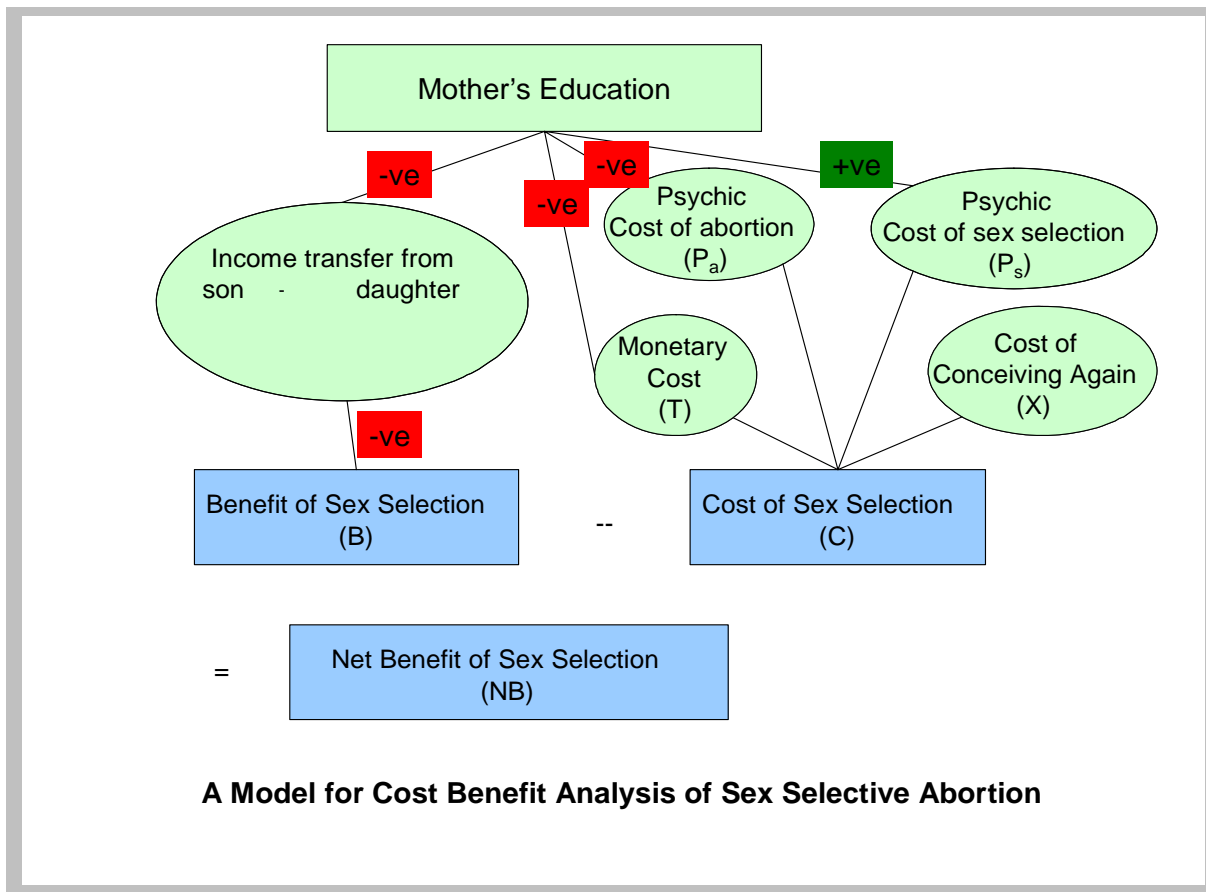 Mother's Education
-ve
-ve
+ve
-ve
Psychic
Cost of abortion
(Pa)
Psychic
Cost of sex selection
(Ps)
Income transfer from
son - daughter
Monetary
Cost
(T)
Cost of
Conceiving Again
(X)
-ve
Benefit of Sex Selection
(B)
--
Cost of Sex Selection
(C)
=
Net Benefit of Sex Selection
(NB)
A Model for Cost Benefit Analysis of Sex Selective Abortion